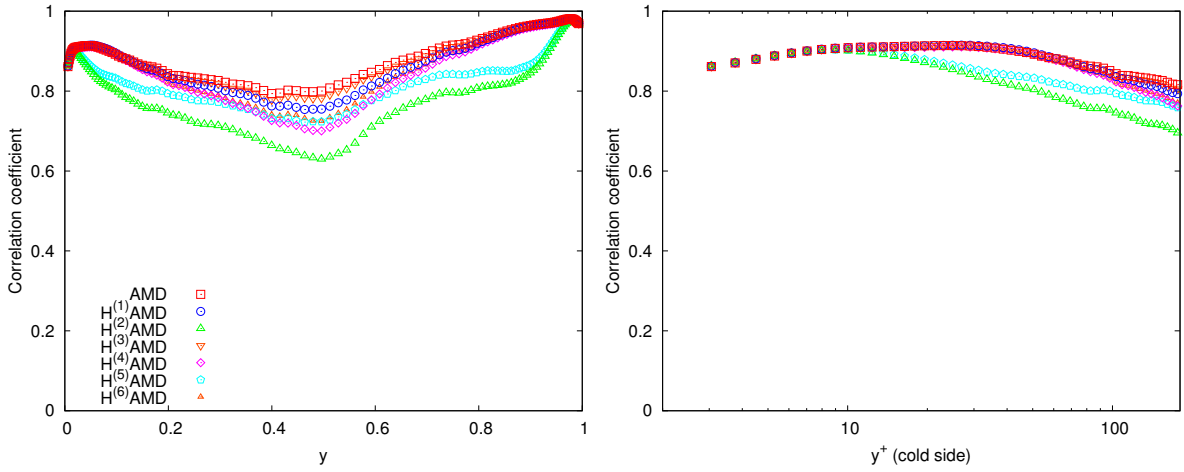 1
0.8
0.6
0.4
0.2
0
0 0.2 0.4 0.6 0.8 1
Correlation coefficient
y
AMD
H(1)AMD
H(2)AMD
H(3)AMD
H(4)AMD
H(5)AMD
H(6)AMD
1
0.8
0.6
0.4
0.2
0
10 100
Correlation coefficient
y+ (cold side)